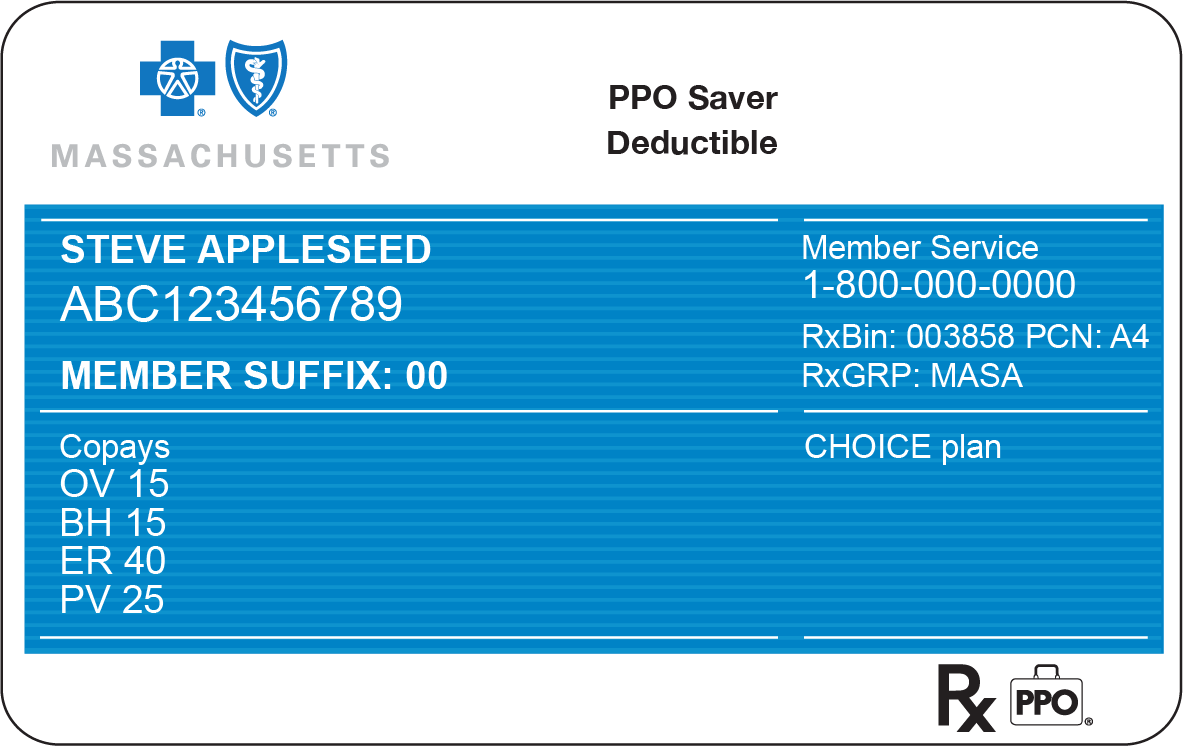 MASSACHUSETTS
PPO Saver
Deductible
STEVE APPLESEED
ABC123456789
MEMBER SUFFIX: 00
Member Service
1-800-000-0000
RxBin: 003858 PCN: A4
RxGRP: MASA
Copays
OV 15
BH 15
ER 40
PV 25
CHOICE plan
Rx PPO®